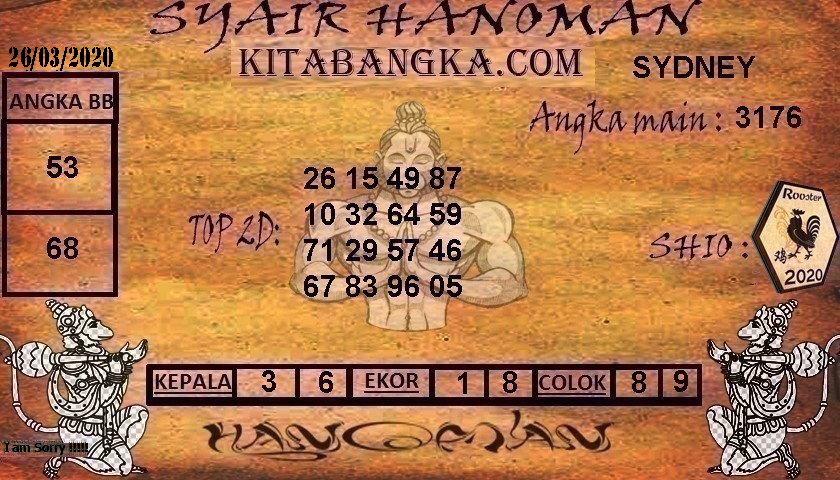 SYAIR HANOMAN
26/03/2020
KITABANGKA.COM
SYDNEY
ANGKA BB
53
68
Angka main : 3176
TOP 2D:
26 15 49 87
10 32 64 59
71 29 57 46
67 83 96 05
SHIO :
Rooster
鸡
2020
KEPALA 3 6 EKOR 1 8 COLOK 8 9
HANOMAN
I am Sorry !!!!!